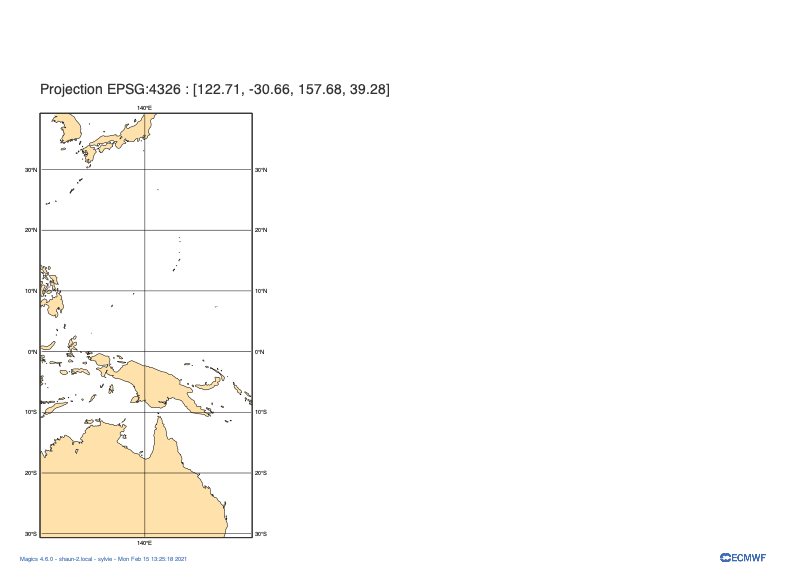 Projection EPSG:4326 : [122.71, -30.66, 157.68, 39.28]
140°E
30°N 30°N
20°N 20°N
10°N 10°N
0°N 0°N
10°S 10°S
20°S 20°S
30°S 30°S
140°E
Magics 4.6.0 - shaun-2.local - sylvie - Mon Feb 15 13:25:19 2021
ECMWF